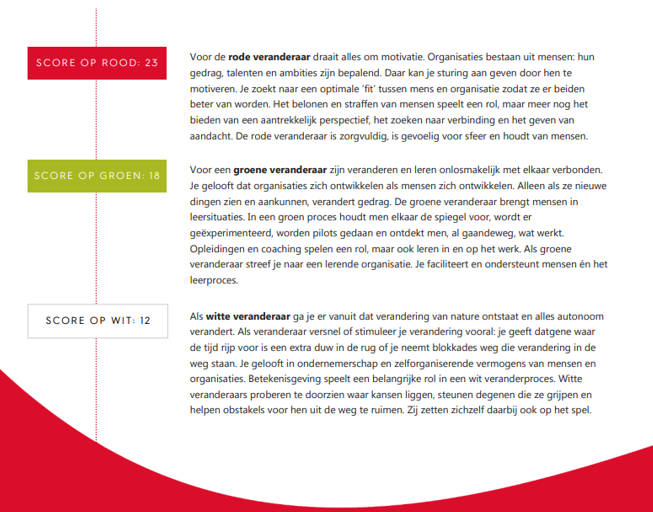 SCORE OP ROOD: 23
Voor de rode veranderaar draait alles om motivatie. Organisaties bestaan uit mensen: hun
gedrag, talenten en ambities zijn bepalend. Daar kan je sturing aan geven door hen te
motiveren. Je zoekt naar een optimale ‘fit’ tussen mens en organisatie zodat ze er beiden
beter van worden. Het belonen en straffen van mensen speelt een rol, maar meer nog het
bieden van een aantrekkelijk perspectief, het zoeken naar verbinding en het geven van
aandacht. De rode veranderaar is zorgvuldig, is gevoelig voor sfeer en houdt van mensen.
SCORE OP GROEN: 18
Voor een groene veranderaar zijn veranderen en leren onlosmakelijk met elkaar verbonden.
Je gelooft dat organisaties zich ontwikkelen als mensen zich ontwikkelen. Alleen als ze nieuwe
dingen zien en aankunnen, verandert gedrag. De groene veranderaar brengt mensen in
leersituaties. In een groen proces houdt men elkaar de spiegel voor, wordt er
geëxperimenteerd, worden pilots gedaan en ontdekt men, al gaandeweg, wat werkt.
Opleidingen en coaching spelen een rol, maar ook leren in en op het werk. Als groene
veranderaar streef je naar een lerende organisatie. Je faciliteert en ondersteunt mensen én het
leerproces.
SCORE OP WIT: 12
Als witte veranderaar ga je er vanuit dat verandering van nature ontstaat en alles autonoom
verandert. Als veranderaar versnel of stimuleer je verandering vooral: je geeft datgene waar
de tijd rijp voor is een extra duw in de rug of je neemt blokkades weg die verandering in de
weg staan. Je gelooft in ondernemerschap en zelforganiserende vermogens van mensen en
organisaties. Betekenisgeving speelt een belangrijke rol in een wit veranderproces. Witte
veranderaars proberen te doorzien waar kansen liggen, steunen degenen die ze grijpen en
helpen obstakels voor hen uit de weg te ruimen. Zij zetten zichzelf daarbij ook op het spel.